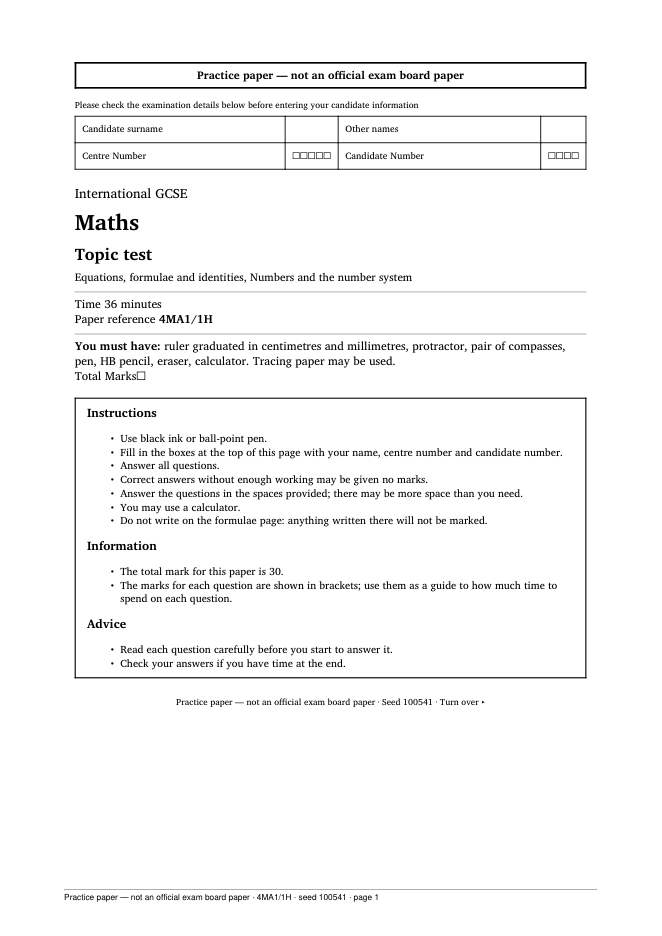 Practice paper — not an official exam board paper
Please check the examination details below before entering your candidate information
Candidate surname Other names
Centre Number □□□□□ Candidate Number □□□□
International GCSE
Maths
Topic test
Equations, formulae and identities, Numbers and the number system
Time 36 minutes
Paper reference 4MA1/1H
You must have: ruler graduated in centimetres and millimetres, protractor, pair of compasses,
pen, HB pencil, eraser, calculator. Tracing paper may be used.
Total Marks□
Instructions
• Use black ink or ball-point pen.
• Fill in the boxes at the top of this page with your name, centre number and candidate number.
• Answer all questions.
• Correct answers without enough working may be given no marks.
• Answer the questions in the spaces provided; there may be more space than you need.
• You may use a calculator.
• Do not write on the formulae page: anything written there will not be marked.
Information
• The total mark for this paper is 30.
• The marks for each question are shown in brackets; use them as a guide to how much time to
spend on each question.
Advice
• Read each question carefully before you start to answer it.
• Check your answers if you have time at the end.
Practice paper — not an official exam board paper · Seed 100541 · Turn over •
Practice paper — not an official exam board paper · 4MA1/1H · seed 100541 · page 1